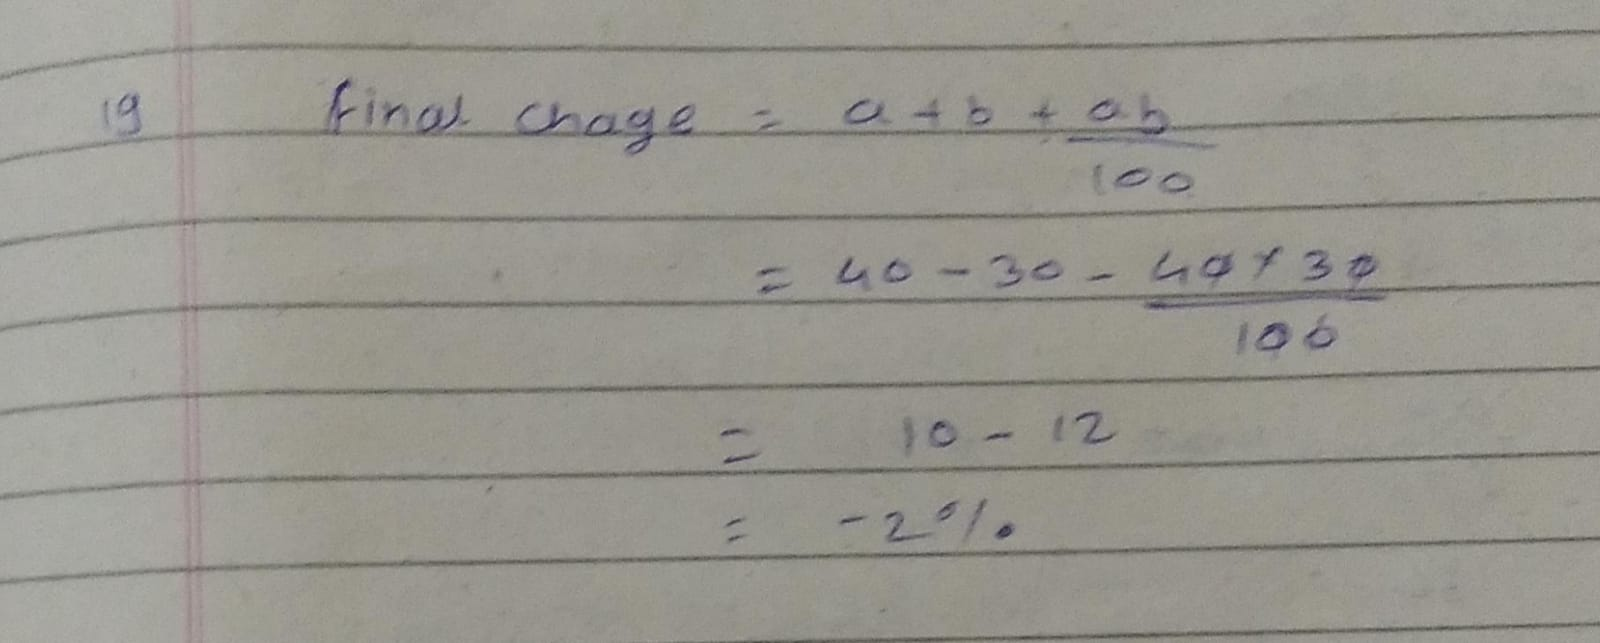 19 final chage = a + b + ab/100
= 40 - 30 - 40 × 30/100
= 10 - 12
= -2%